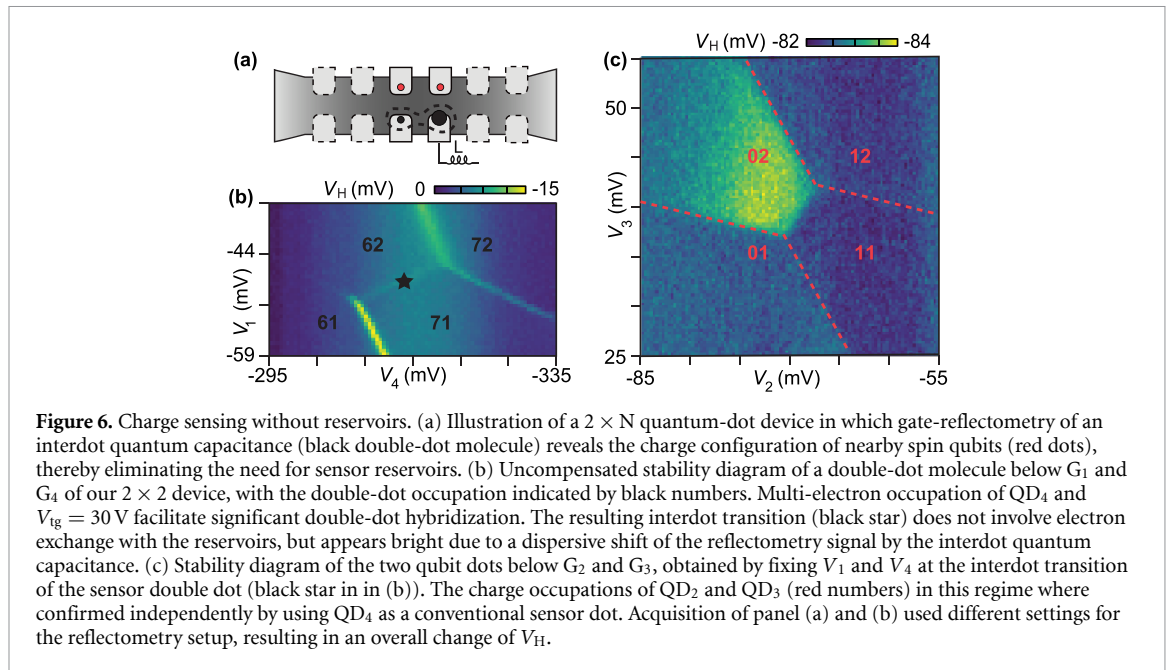 (a)
L
V_H (mV) 0 -15
(b)
-44
V_1 (mV)
-59
62 72
61 71
-295 V_4 (mV) -335
V_H (mV) -82 -84
(c)
50
V_3 (mV)
25
02 12
01 11
-85 V_2 (mV) -55
Figure 6. Charge sensing without reservoirs. (a) Illustration of a 2 × N quantum-dot device in which gate-reflectometry of an
interdot quantum capacitance (black double-dot molecule) reveals the charge configuration of nearby spin qubits (red dots),
thereby eliminating the need for sensor reservoirs. (b) Uncompensated stability diagram of a double-dot molecule below G₁ and
G₄ of our 2 × 2 device, with the double-dot occupation indicated by black numbers. Multi-electron occupation of QD₄ and
V_tg = 30 V facilitate significant double-dot hybridization. The resulting interdot transition (black star) does not involve electron
exchange with the reservoirs, but appears bright due to a dispersive shift of the reflectometry signal by the interdot quantum
capacitance. (c) Stability diagram of the two qubit dots below G₂ and G₃, obtained by fixing V₁ and V₄ at the interdot transition
of the sensor double dot (black star in in (b)). The charge occupations of QD₂ and QD₃ (red numbers) in this regime where
confirmed independently by using QD₄ as a conventional sensor dot. Acquisition of panel (a) and (b) used different settings for
the reflectometry setup, resulting in an overall change of V_H.